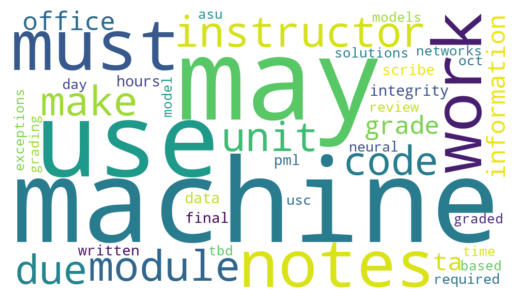 office asu models
must instructor
solutions networks
oct
may scribe information
day hours model integrity work
make review
exceptions grading use unit grade
neural
pml code
machine
data usc
final graded
written tbd time
due module notes ta based
required